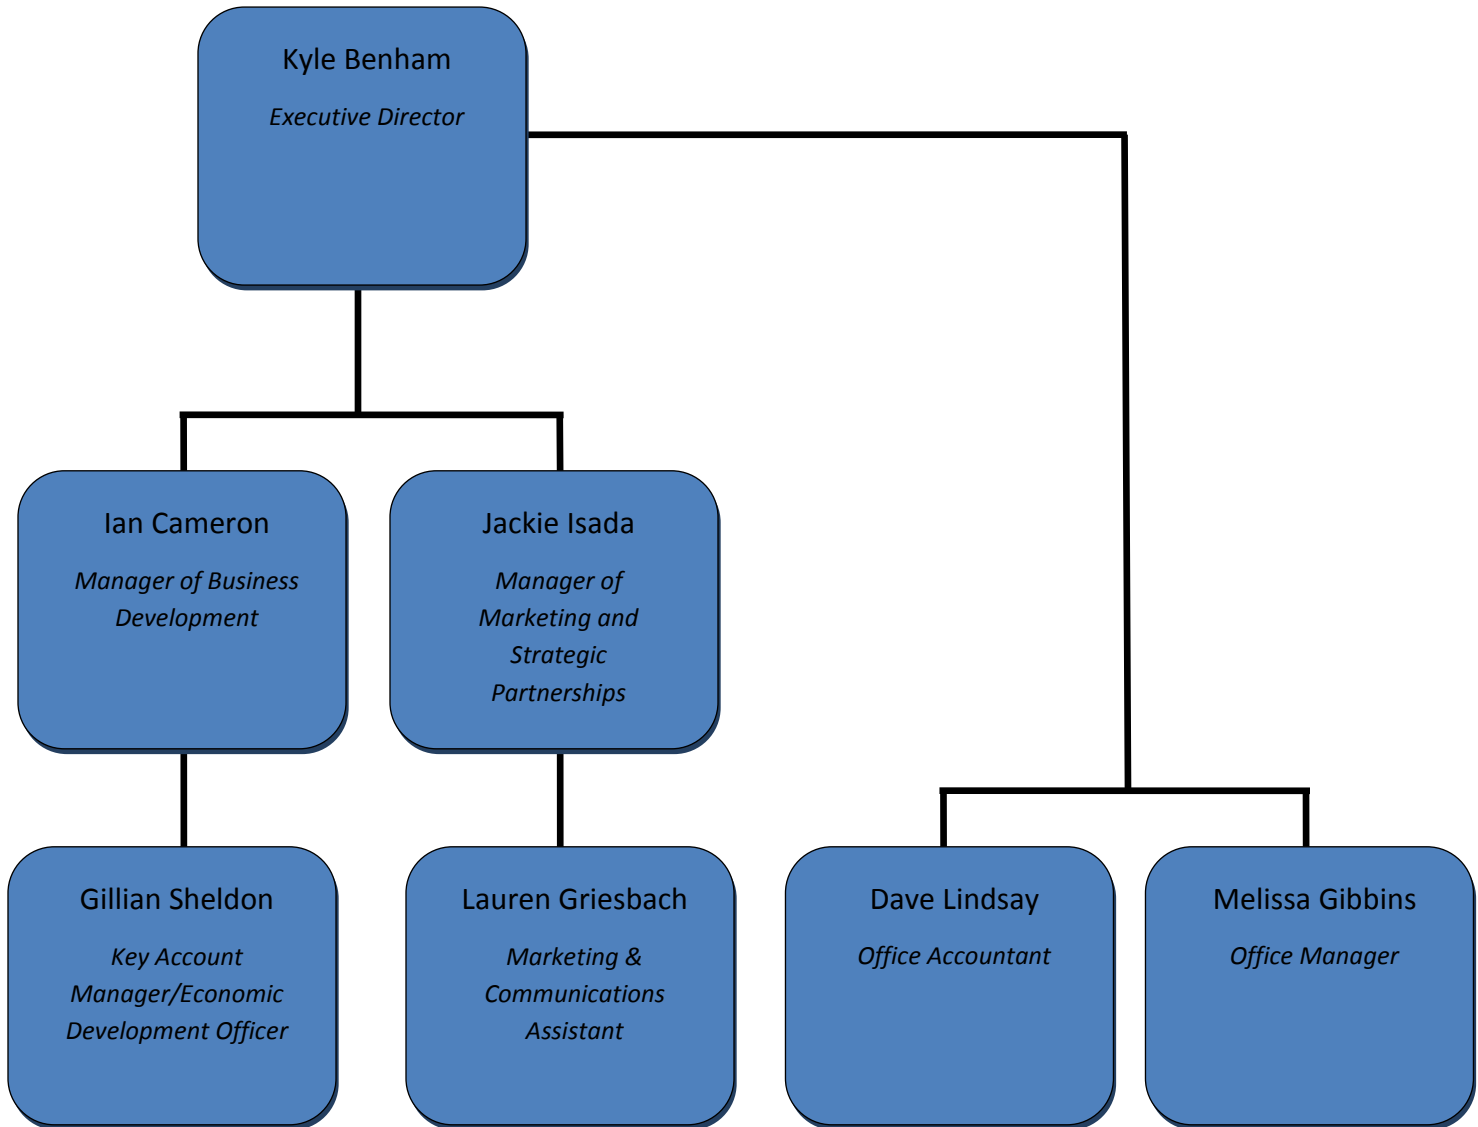 Kyle Benham
Executive Director
Ian Cameron
Manager of Business
Development
Jackie Isada
Manager of
Marketing and
Strategic
Partnerships
Gillian Sheldon
Key Account
Manager/Economic
Development Officer
Lauren Griesbach
Marketing &
Communications
Assistant
Dave Lindsay
Office Accountant
Melissa Gibbins
Office Manager